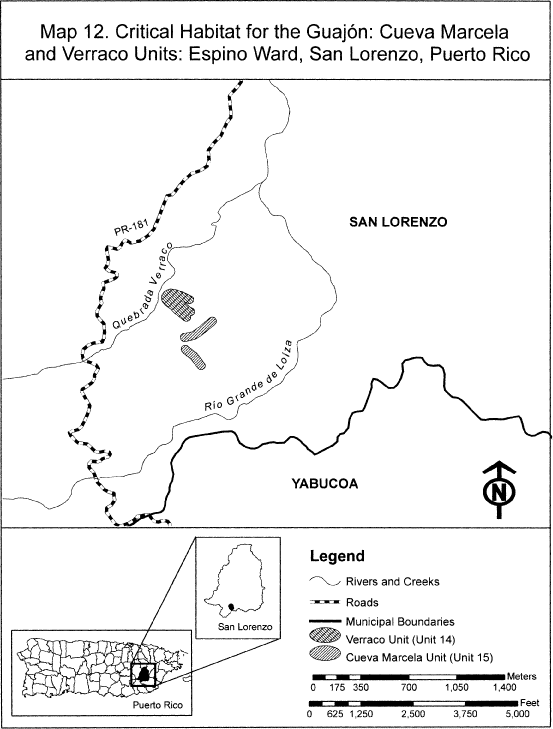 Map 12. Critical Habitat for the Guajón: Cueva Marcela
and Verraco Units: Espino Ward, San Lorenzo, Puerto Rico
PR-181
SAN LORENZO
Quebrada Verraco
Río Grande de Loíza
YABUCOA
N
San Lorenzo
Puerto Rico
Legend
Rivers and Creeks
Roads
Municipal Boundaries
Verraco Unit (Unit 14)
Cueva Marcela Unit (Unit 15)
Meters
0 175 350 700 1,050 1,400
Feet
0 625 1,250 2,500 3,750 5,000